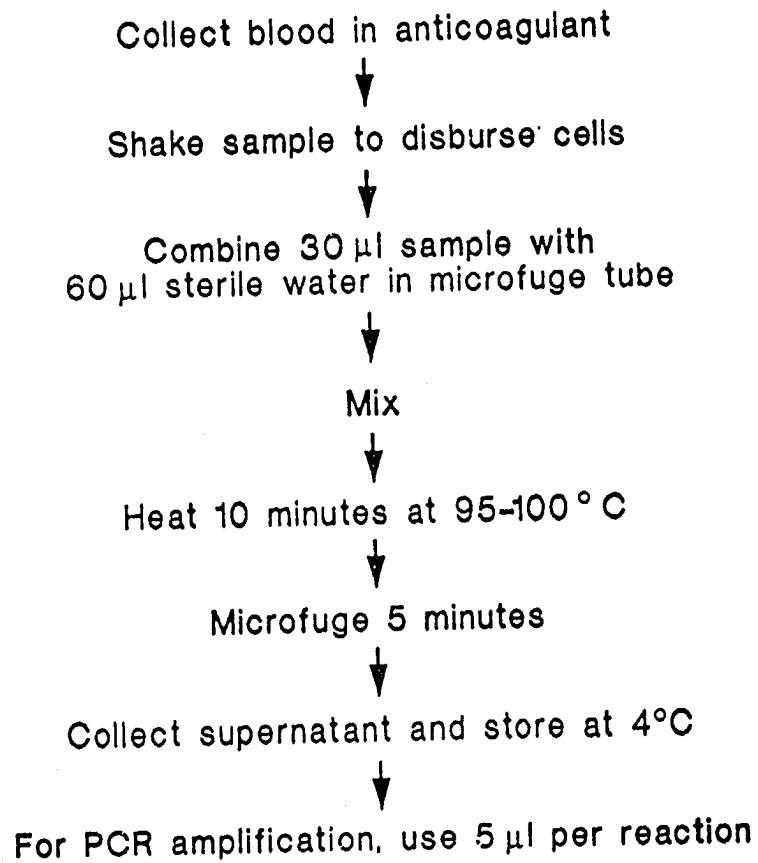 Collect blood in anticoagulant
Shake sample to disburse cells
Combine 30 µl sample with
60 µl sterile water in microfuge tube
Mix
Heat 10 minutes at 95-100° C
Microfuge 5 minutes
Collect supernatant and store at 4°C
For PCR amplification, use 5 µl per reaction